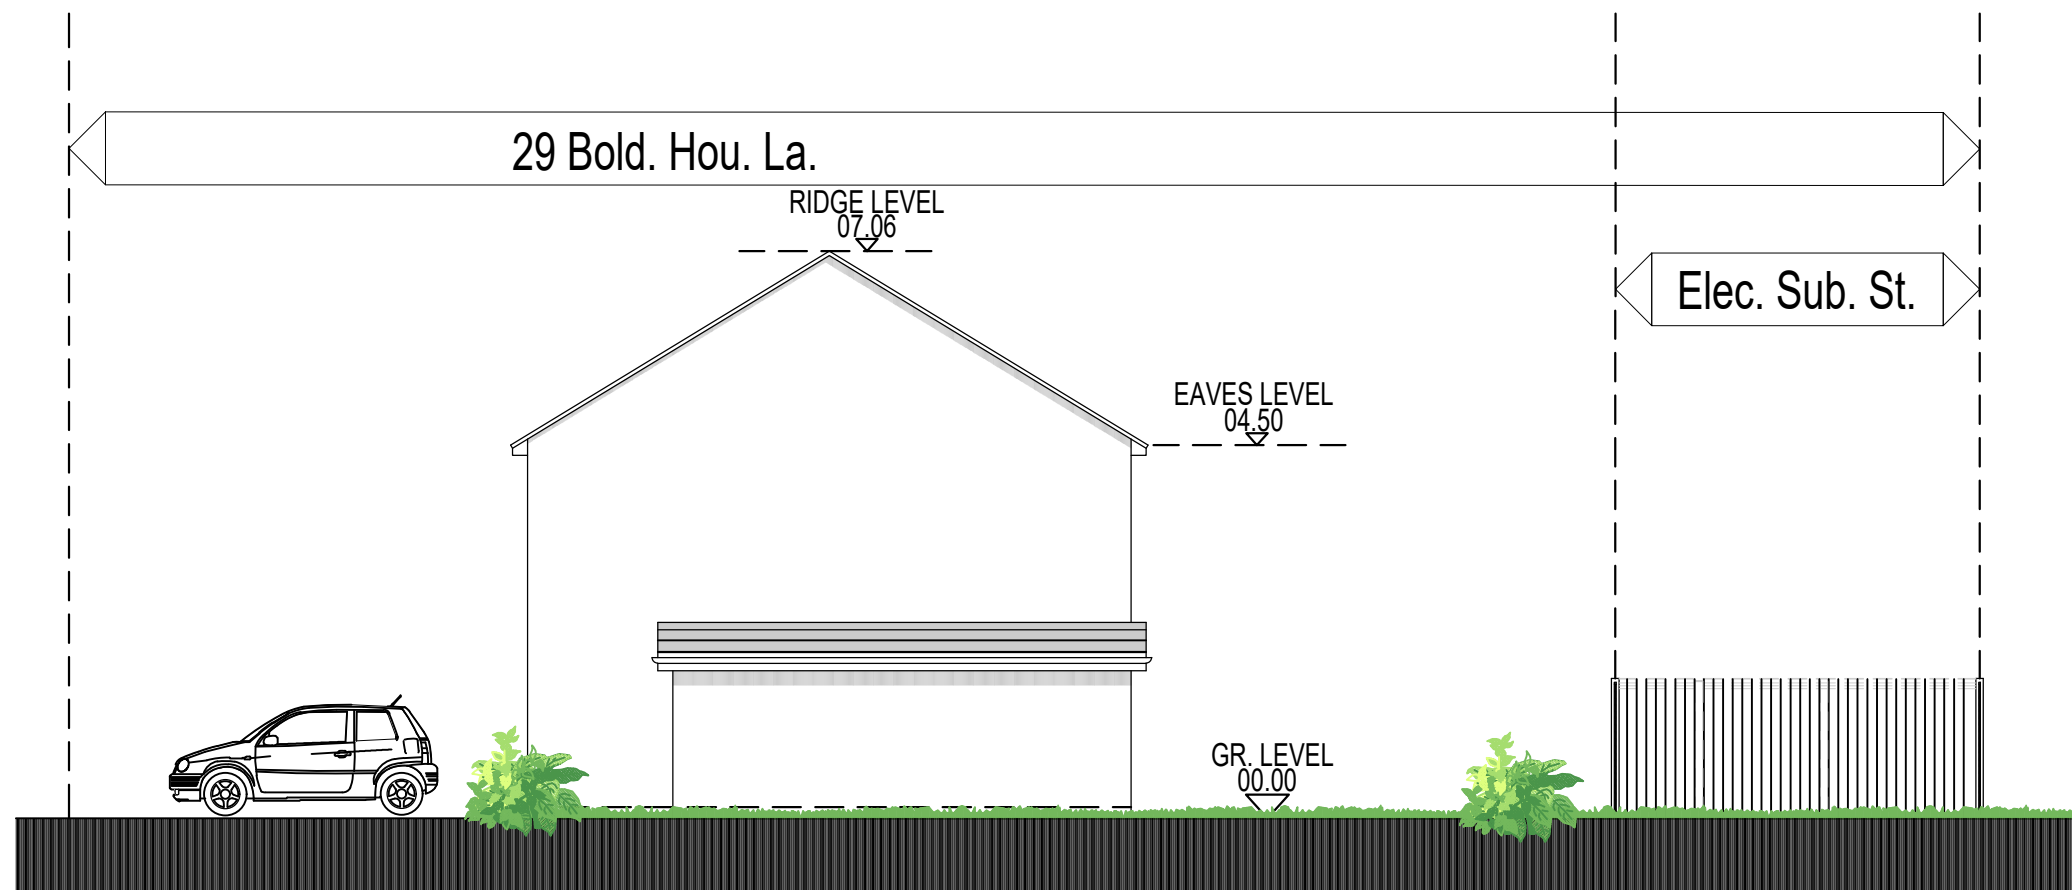 29 Bold. Hou. La.
RIDGE LEVEL
07.06
Elec. Sub. St.
EAVES LEVEL
04.50
GR. LEVEL
00.00